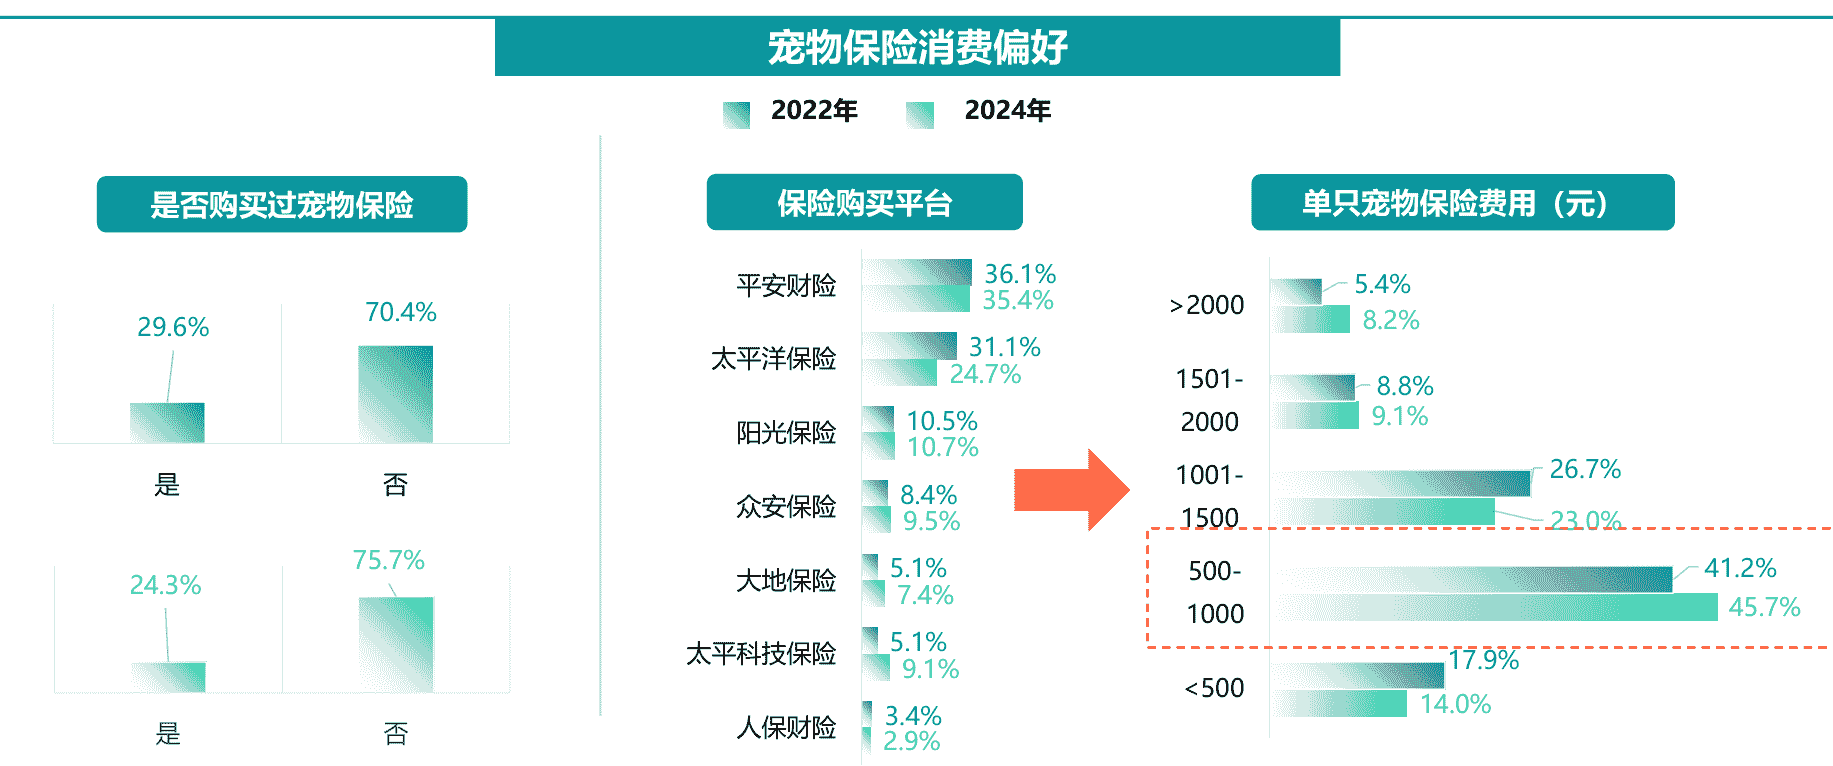 宠物保险消费偏好
2022年
2024年
是否购买过宠物保险
29.6%
70.4%
是
否
24.3%
75.7%
是
否
保险购买平台
平安财险
36.1%
35.4%
太平洋保险
31.1%
24.7%
阳光保险
10.5%
10.7%
众安保险
8.4%
9.5%
大地保险
5.1%
7.4%
太平科技保险
5.1%
9.1%
人保财险
3.4%
2.9%
单只宠物保险费用（元）
>2000
5.4%
8.2%
1501-
2000
8.8%
9.1%
1001-
1500
26.7%
23.0%
500-
1000
41.2%
45.7%
<500
17.9%
14.0%